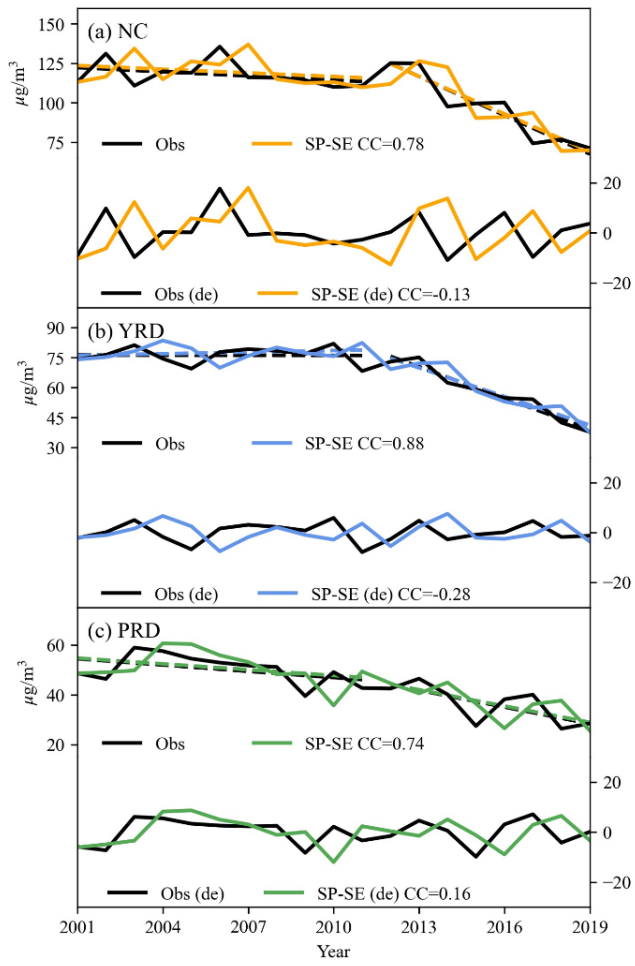 (a) NC
150
125
100
75
μg/m³
Obs
SP-SE CC=0.78
20
0
−20
Obs (de)
SP-SE (de) CC=-0.13
(b) YRD
90
75
60
45
30
μg/m³
Obs
SP-SE CC=0.88
20
0
−20
Obs (de)
SP-SE (de) CC=-0.28
(c) PRD
60
40
20
μg/m³
Obs
SP-SE CC=0.74
20
0
−20
Obs (de)
SP-SE (de) CC=0.16
2001 2004 2007 2010 2013 2016 2019
Year